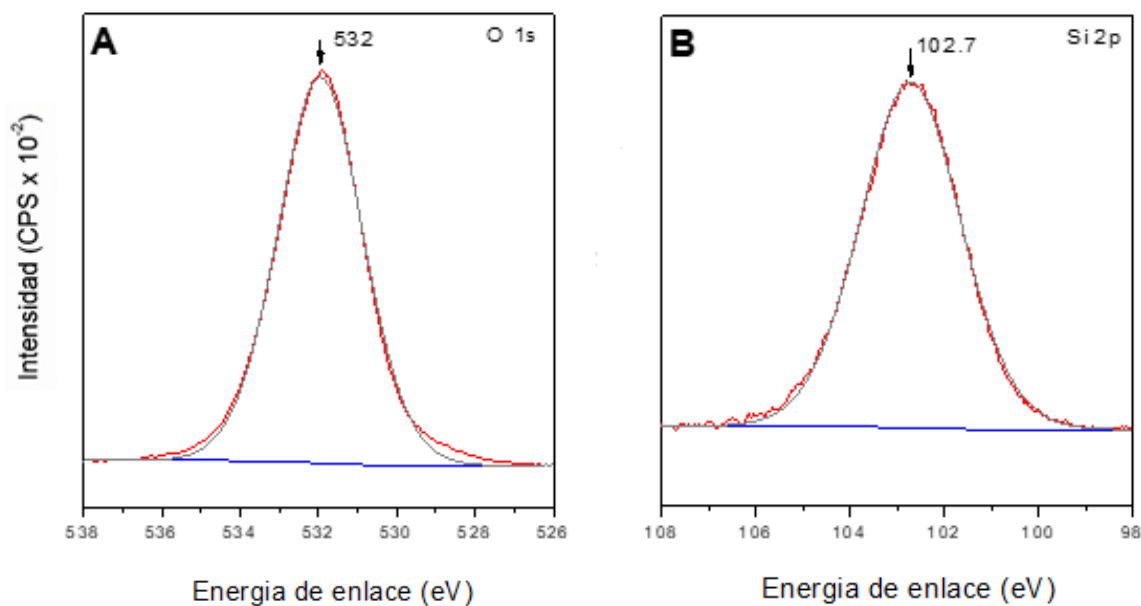 A
532
O 1s
Intensidad (CPS x 10⁻²)
538 536 534 532 530 528 526
Energia de enlace (eV)
B
102.7
Si2p
108 106 104 102 100 98
Energia de enlace (eV)